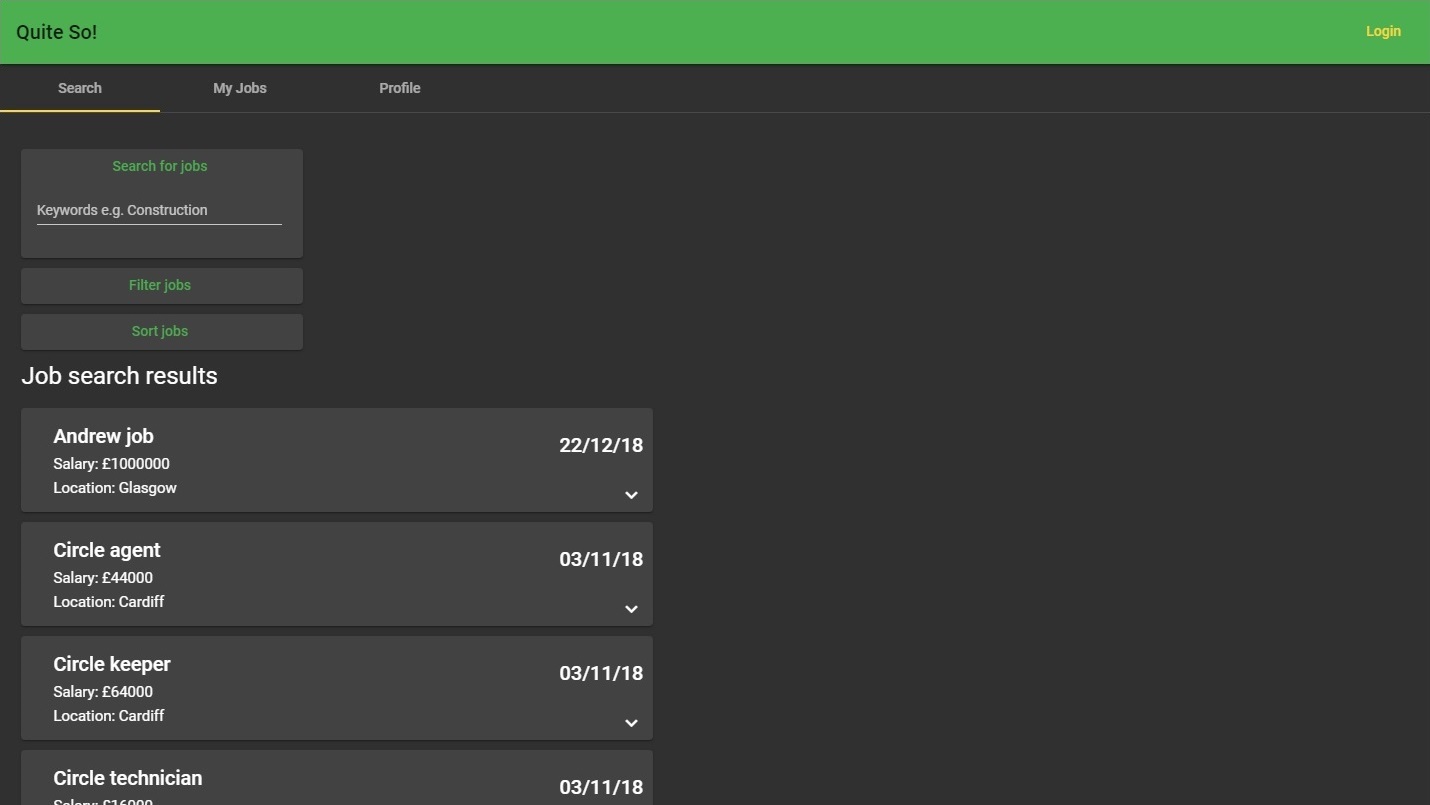 Quite So!
Login
Search
My Jobs
Profile
Search for jobs
Keywords e.g. Construction
Filter jobs
Sort jobs
Job search results
Andrew job
22/12/18
Salary: £1000000
Location: Glasgow
Circle agent
03/11/18
Salary: £44000
Location: Cardiff
Circle keeper
03/11/18
Salary: £64000
Location: Cardiff
Circle technician
03/11/18
Salary: £16000